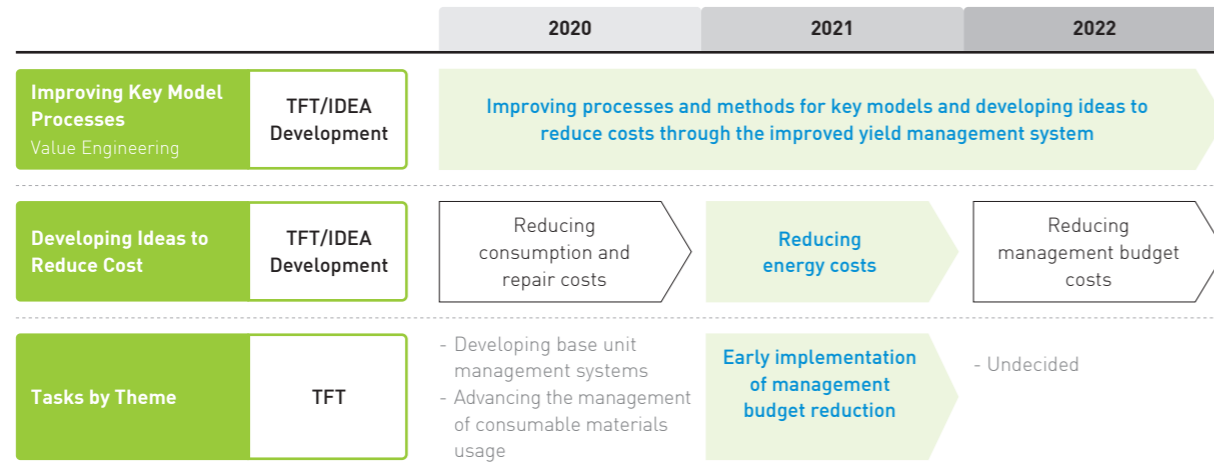 2020
2021
2022
Improving Key Model
Processes
Value Engineering
TFT/IDEA
Development
Improving processes and methods for key models and developing ideas to
reduce costs through the improved yield management system
Developing Ideas to
Reduce Cost
TFT/IDEA
Development
Reducing
consumption and
repair costs
Reducing
energy costs
Reducing
management budget
costs
Tasks by Theme
TFT
- Developing base unit
management systems
- Advancing the management
of consumable materials
usage
Early implementation
of management
budget reduction
- Undecided